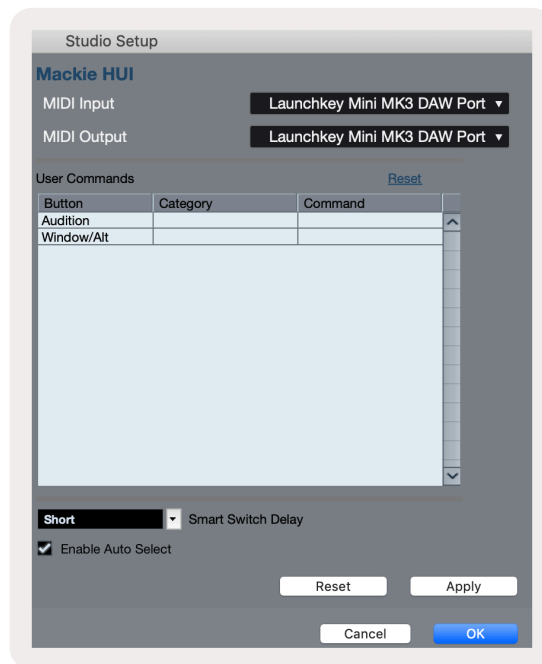 Studio Setup
Mackie HUI
MIDI Input Launchkey Mini MK3 DAW Port
MIDI Output Launchkey Mini MK3 DAW Port
User Commands Reset
Button Category Command
Audition
Window/Alt
Short Smart Switch Delay
Enable Auto Select
Reset Apply
Cancel OK